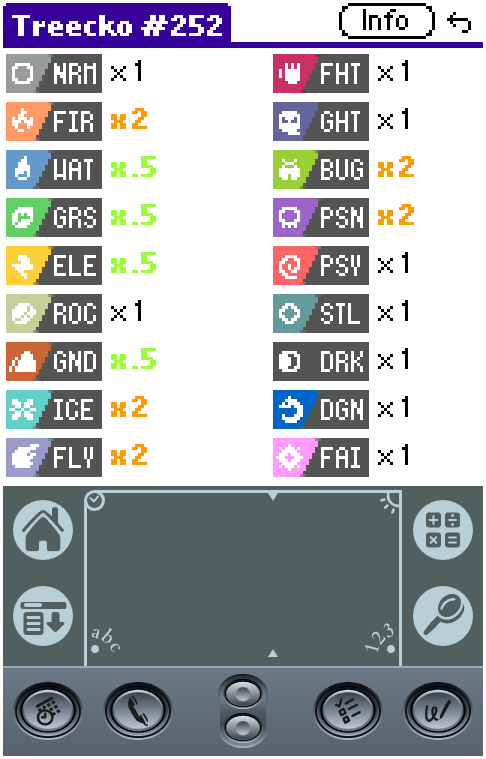 Treecko #252 Info
NRM x1 FHT x1
FIR x2 GHT x1
WAT x.5 BUG x2
GRS x.5 PSN x2
ELE x.5 PSY x1
ROC x1 STL x1
GND x.5 DRK x1
ICE x2 DGN x1
FLY x2 FAI x1
abc 123